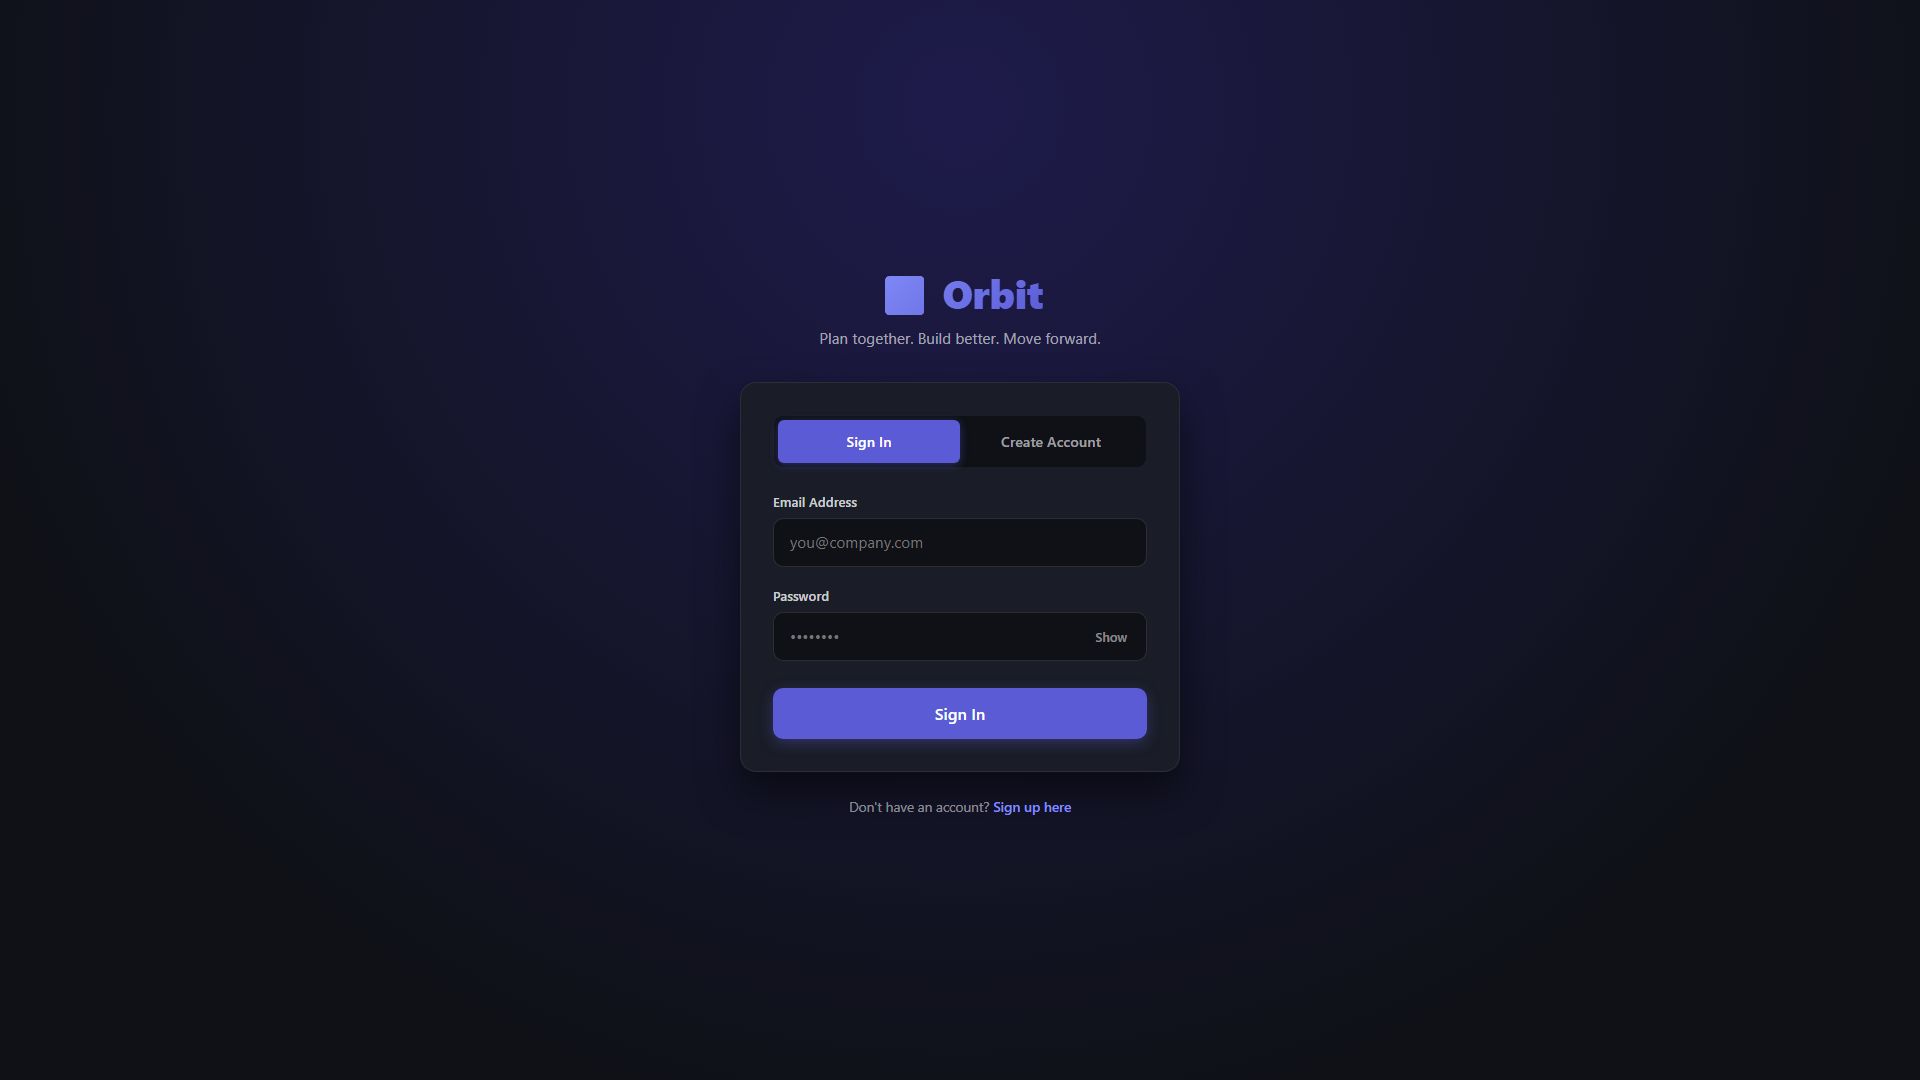 Orbit
Plan together. Build better. Move forward.
Sign In
Create Account
Email Address
you@company.com
Password
••••••••
Show
Sign In
Don't have an account? Sign up here